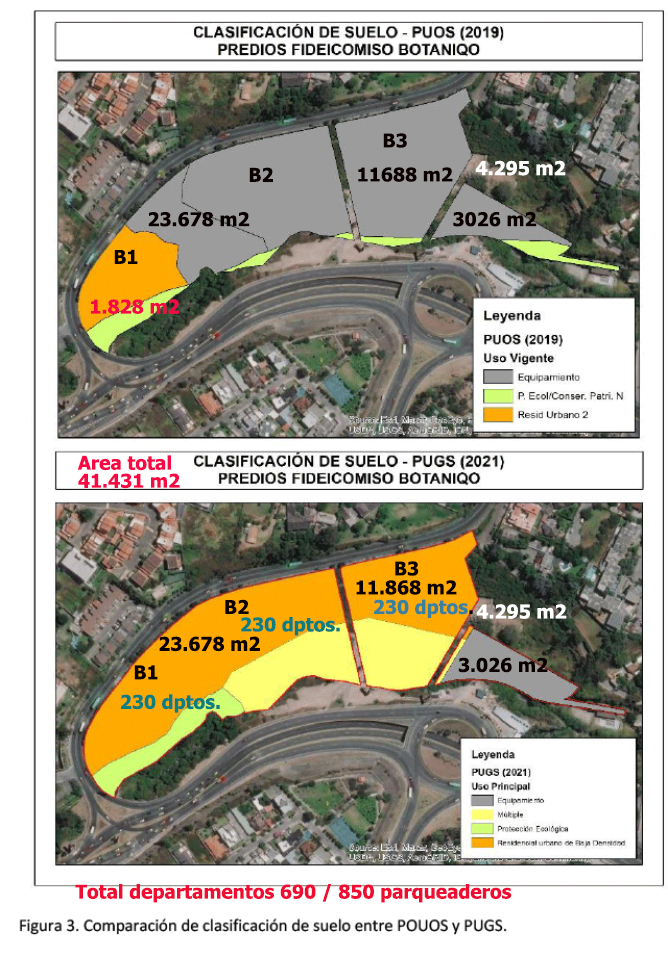 CLASIFICACIÓN DE SUELO - PUOS (2019)
PREDIOS FIDEICOMISO BOTANIQO
B3
B2
11688 m2
4.295 m2
23.678 m2
3026 m2
B1
1.828 m2
Leyenda
PUOS (2019)
Uso Vigente
Equipamiento
P. Ecol/Conser. Patri. N
Resid Urbano 2
Area total
41.431 m2
CLASIFICACIÓN DE SUELO - PUGS (2021)
PREDIOS FIDEICOMISO BOTANIQO
B3
11.868 m2
B2
230 dptos.
4.295 m2
230 dptos.
23.678 m2
3.026 m2
B1
230 dptos.
Leyenda
PUGS (2021)
Uso Principal
Equipamiento
Múltiple
Protección Ecológica
Residencial urbano de Baja Densidad
Total departamentos 690 / 850 parqueaderos
Figura 3. Comparación de clasificación de suelo entre POUOS y PUGS.